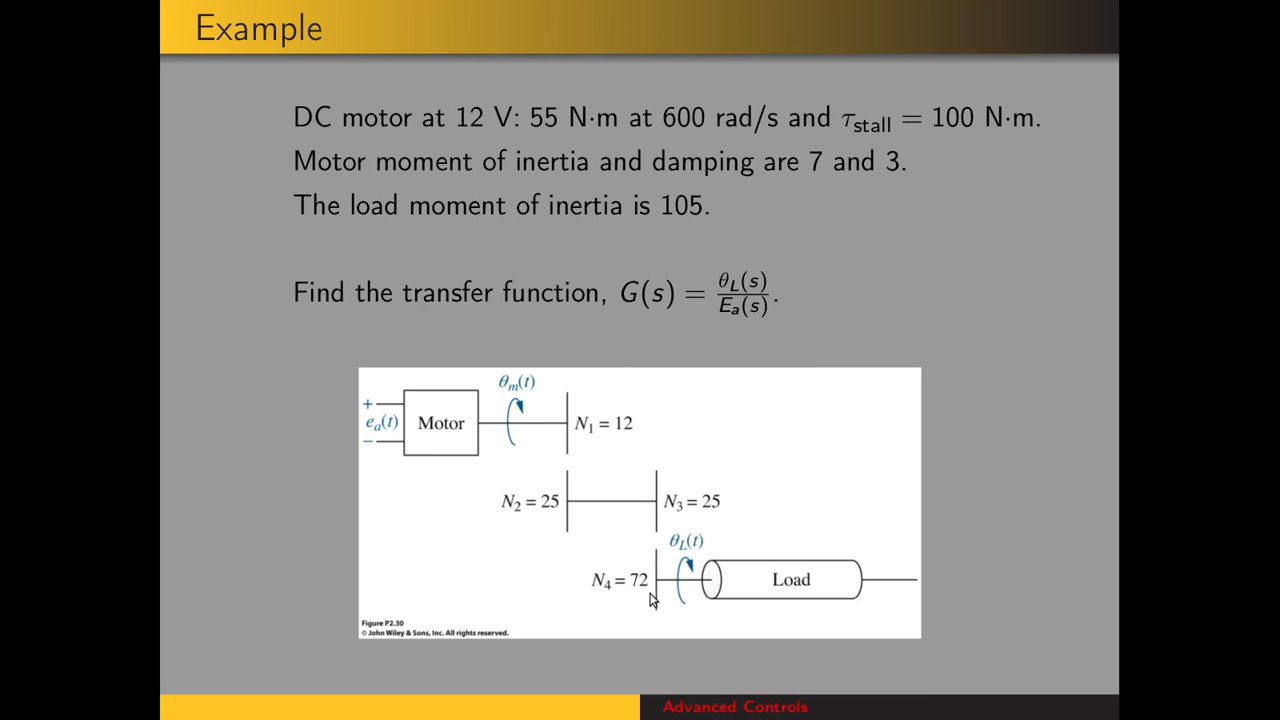 Example
DC motor at 12 V: 55 N·m at 600 rad/s and τstall = 100 N·m.
Motor moment of inertia and damping are 7 and 3.
The load moment of inertia is 105.
Find the transfer function, G(s) = θL(s)/Ea(s).
θm(t)
+
ea(t)
−
Motor
N1 = 12
N2 = 25
N3 = 25
θL(t)
N4 = 72
Load
Figure P2.30
© John Wiley & Sons, Inc. All rights reserved.
Advanced Controls